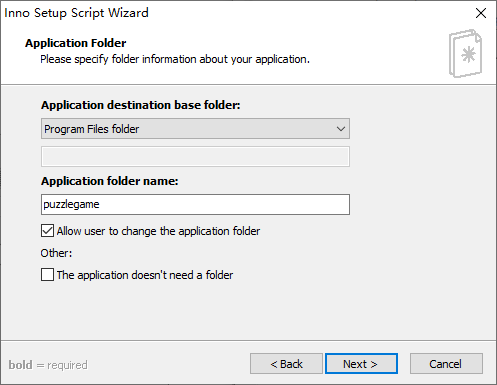 Inno Setup Script Wizard
Application Folder
Please specify folder information about your application.
Application destination base folder:
Program Files folder
Application folder name:
puzzlegame
Allow user to change the application folder
Other:
The application doesn't need a folder
bold = required
< Back
Next >
Cancel